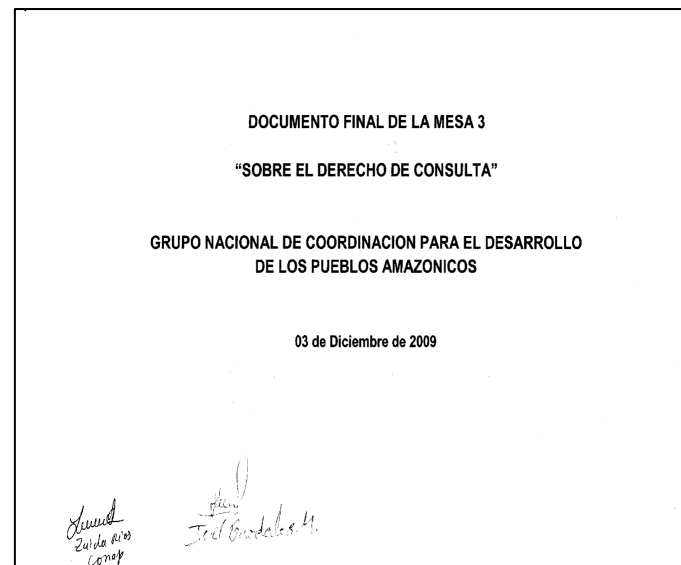 DOCUMENTO FINAL DE LA MESA 3
“SOBRE EL DERECHO DE CONSULTA”
GRUPO NACIONAL DE COORDINACION PARA EL DESARROLLO
DE LOS PUEBLOS AMAZONICOS
03 de Diciembre de 2009
Zaida Rios
Conap